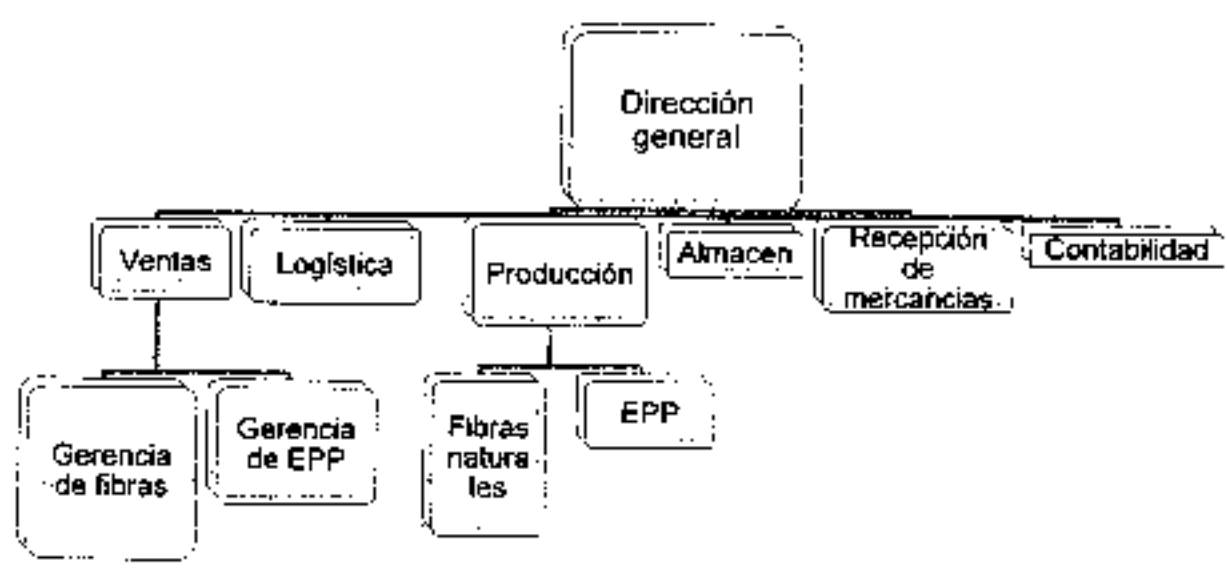 Dirección
general
Ventas
Logística
Producción
Almacen
Recepción
de
mercancias
Contabilidad
Gerencia
de fibras
Gerencia
de EPP
Fibras
natura
les
EPP